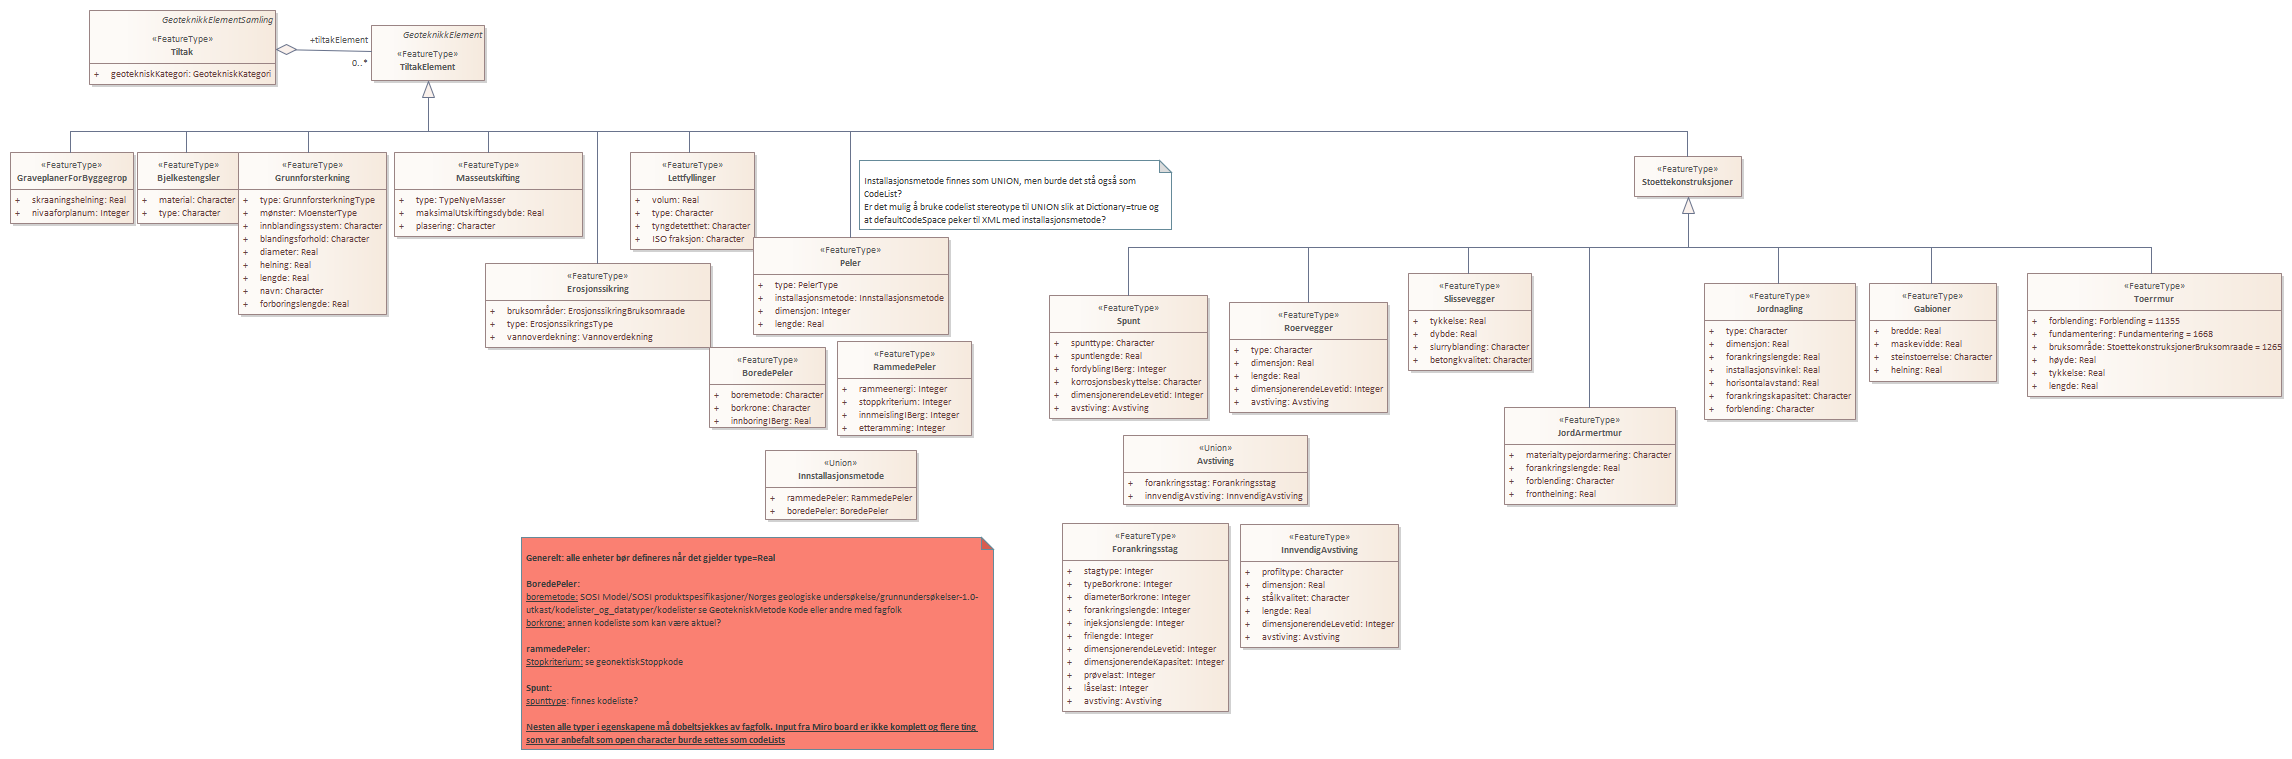 GeoteknikkElementSamling
«FeatureType»
Tiltak
+ geotekniskKategori: GeotekniskKategori
+tiltakElement
0..*
GeoteknikkElement
«FeatureType»
TiltakElement
«FeatureType»
GraveplanerForByggegrop
+ skraaningshelning: Real
+ nivaaforplanum: Integer
«FeatureType»
Bjelkestengsler
+ material: Character
+ type: Character
«FeatureType»
Grunnforsterkning
+ type: GrunnforsterkningType
+ mønster: MoensterType
+ innblandingssystem: Character
+ blandingsforhold: Character
+ diameter: Real
+ helning: Real
+ lengde: Real
+ navn: Character
+ forboringslengde: Real
«FeatureType»
Masseutskifting
+ type: TypeNyeMasser
+ maksimalUtskiftingsdybde: Real
+ plasering: Character
«FeatureType»
Erosjonssikring
+ bruksområder: ErosjonssikringBruksomraade
+ type: ErosjonssikringsType
+ vannoverdekning: Vannoverdekning
«FeatureType»
Lettfyllinger
+ volum: Real
+ type: Character
+ tyngdetetthet: Character
+ ISO fraksjon: Character
«FeatureType»
Peler
+ type: PelerType
+ installasjonsmetode: Innstallasjonsmetode
+ dimensjon: Integer
+ lengde: Real
Installasjonsmetode finnes som UNION, men burde det stå også som
CodeList?
Er det mulig å bruke codelist stereotype til UNION slik at Dictionary=true og
at defaultCodeSpace peker til XML med installasjonsmetode?
«FeatureType»
BoredePeler
+ boremetode: Character
+ borkrone: Character
+ innboringIBerg: Real
«FeatureType»
RammedePeler
+ rammeenergi: Integer
+ stoppkriterium: Integer
+ innmeislingIBerg: Integer
+ etteramming: Integer
«Union»
Innstallasjonsmetode
+ rammedePeler: RammedePeler
+ boredePeler: BoredePeler
Generelt: alle enheter bør defineres når det gjelder type=Real
BoredePeler:
boremetode: SOSI Model/SOSI produktspesifikasjoner/Norges geologiske undersøkelse/grunnundersøkelser-1.0-
utkast/kodelister_og_datatyper/kodelister se GeotekniskMetode Kode eller andre med fagfolk
borkrone: annen kodeliste som kan være aktuel?
rammedePeler:
Stopkriterium: se geonektiskStoppkode
Spunt:
spunttype: finnes kodeliste?
Nesten alle typer i egenskapene må dobeltsjekkes av fagfolk. Input fra Miro board er ikke komplett og flere ting
som var anbefalt som open character burde settes som codeLists
«FeatureType»
Stoettekonstruksjoner
«FeatureType»
Spunt
+ spunttype: Character
+ spuntlengde: Real
+ fordyblingIBerg: Integer
+ korrosjonsbeskyttelse: Character
+ dimensjonerendeLevetid: Integer
+ avstiving: Avstiving
«FeatureType»
Roervegger
+ type: Character
+ dimensjon: Real
+ lengde: Real
+ dimensjonerendeLevetid: Integer
+ avstiving: Avstiving
«FeatureType»
Slissevegger
+ tykkelse: Real
+ dybde: Real
+ slurryblanding: Character
+ betongkvalitet: Character
«FeatureType»
JordArmertmur
+ materialtypejordarmering: Character
+ forankringslengde: Real
+ forblending: Character
+ fronthelning: Real
«FeatureType»
Jordnagling
+ type: Character
+ dimensjon: Real
+ forankringslengde: Real
+ installasjonsvinkel: Real
+ horisontalavstand: Real
+ forankringskapasitet: Character
+ forblending: Character
«FeatureType»
Gabioner
+ bredde: Real
+ maskevidde: Real
+ steinstoerrelse: Character
+ helning: Real
«FeatureType»
Toerrmur
+ forblending: Forblending = 11355
+ fundamentering: Fundamentering = 1668
+ bruksområde: StoettekonstruksjonerBruksomraade = 1265
+ høyde: Real
+ tykkelse: Real
+ lengde: Real
«Union»
Avstiving
+ forankringsstag: Forankringsstag
+ innvendigAvstiving: InnvendigAvstiving
«FeatureType»
Forankringsstag
+ stagtype: Integer
+ typeBorkrone: Integer
+ diameterBorkrone: Integer
+ forankringslengde: Integer
+ injeksjonslengde: Integer
+ frilengde: Integer
+ dimensjonerendeLevetid: Integer
+ dimensjonerendeKapasitet: Integer
+ prøvelast: Integer
+ låselast: Integer
+ avstiving: Avstiving
«FeatureType»
InnvendigAvstiving
+ profiltype: Character
+ dimensjon: Real
+ stålkvalitet: Character
+ lengde: Real
+ dimensjonerendeLevetid: Integer
+ avstiving: Avstiving